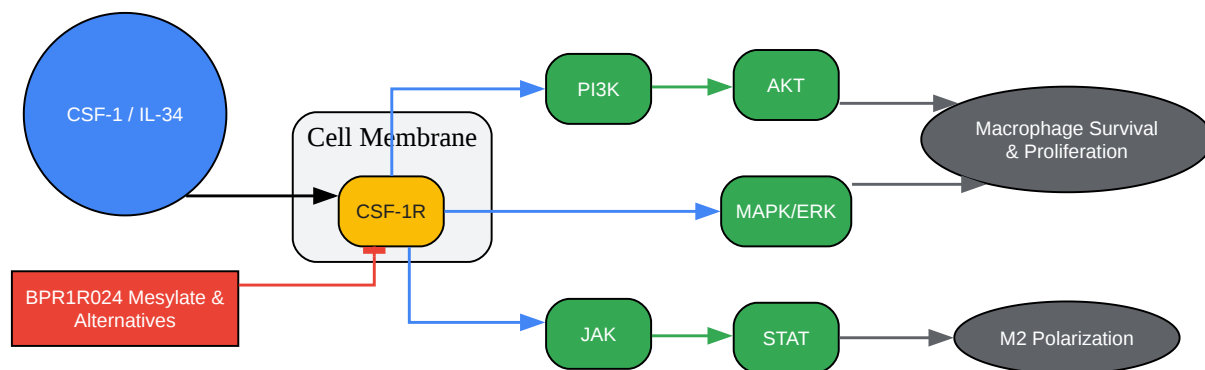 CSF-1 / IL-34
Cell Membrane
CSF-1R
BPR1R024 Mesylate &
Alternatives
PI3K
AKT
MAPK/ERK
Macrophage Survival
& Proliferation
JAK
STAT
M2 Polarization